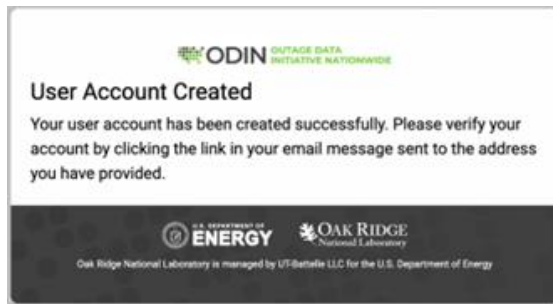 ODIN OUTAGE DATA
INITIATIVE NATIONWIDE
User Account Created
Your user account has been created successfully. Please verify your
account by clicking the link in your email message sent to the address
you have provided.
U.S. DEPARTMENT OF
ENERGY
OAK RIDGE
National Laboratory
Oak Ridge National Laboratory is managed by UT-Battelle LLC for the U.S. Department of Energy